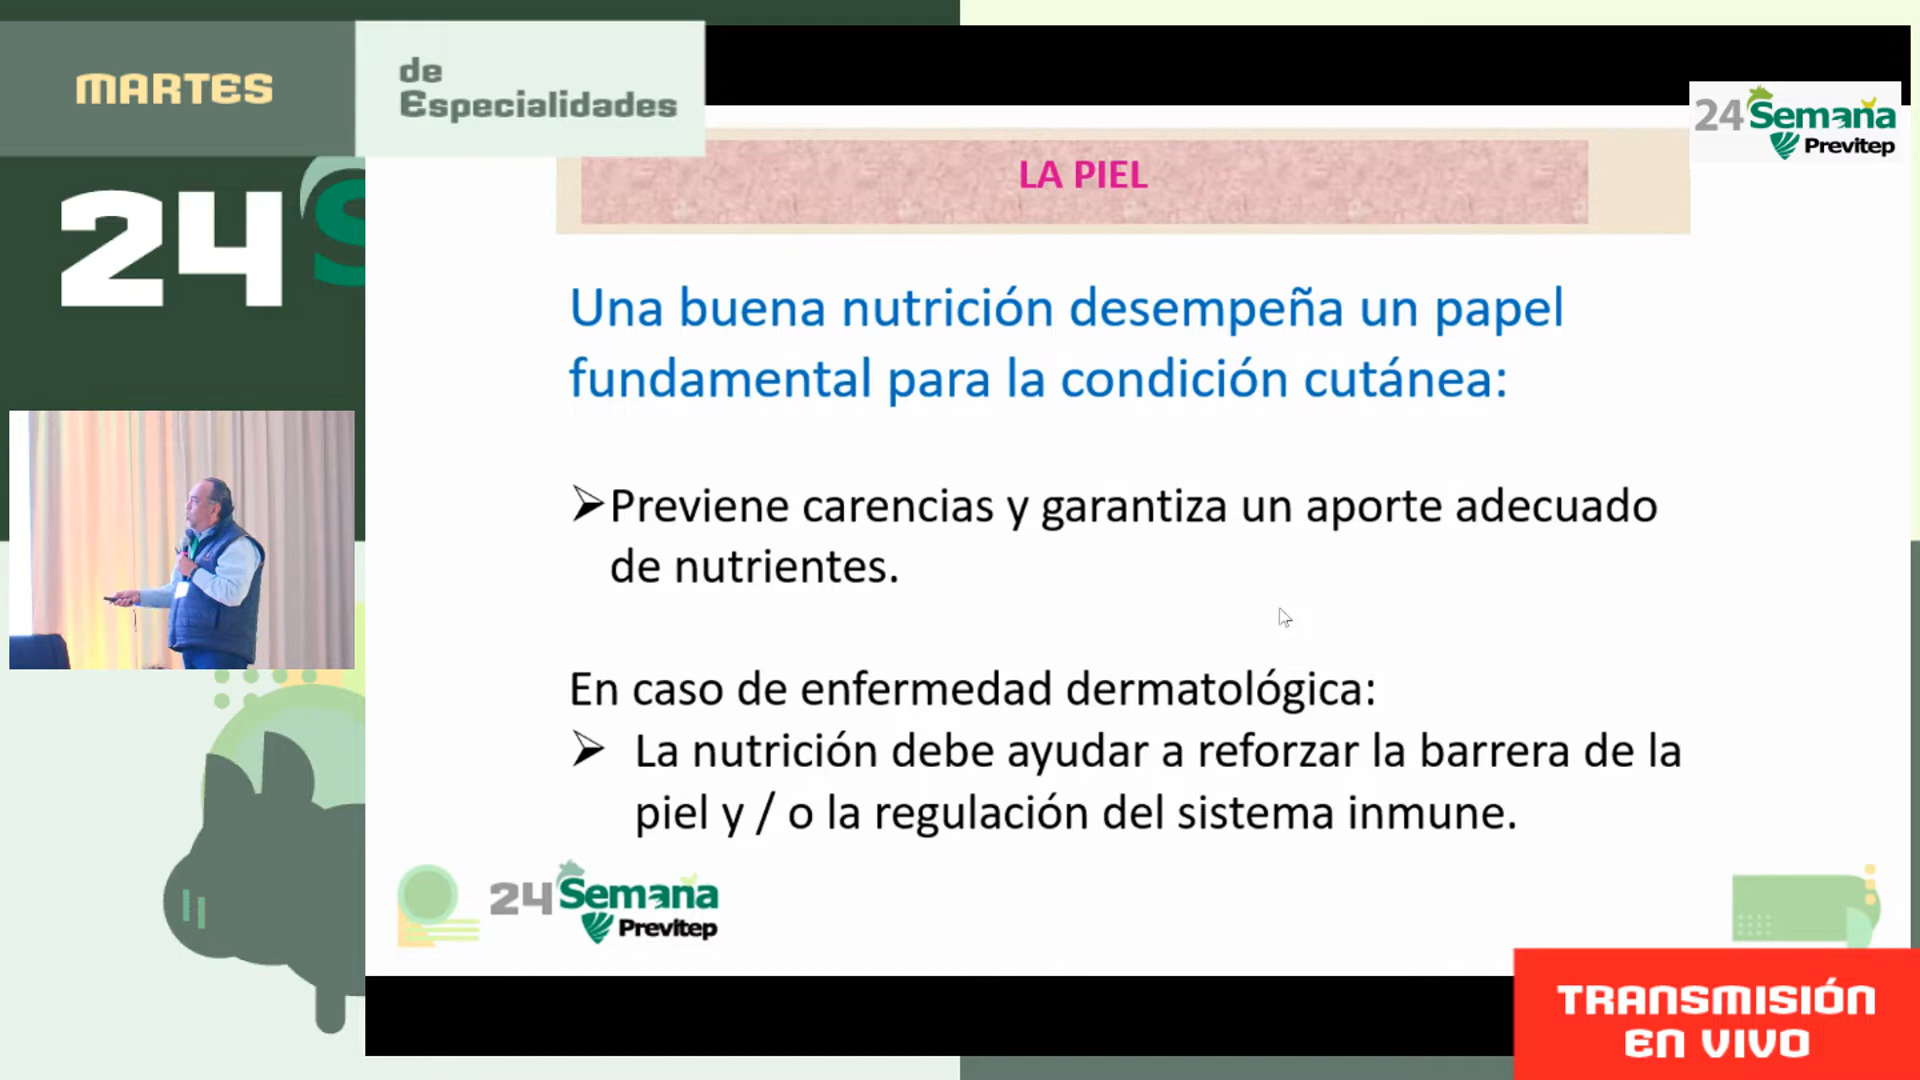 MARTES
de
Especialidades
24 Semana
Previtep
24 S
LA PIEL
Una buena nutrición desempeña un papel
fundamental para la condición cutánea:
➢Previene carencias y garantiza un aporte adecuado
de nutrientes.
En caso de enfermedad dermatológica:
➢ La nutrición debe ayudar a reforzar la barrera de la
piel y / o la regulación del sistema inmune.
24 Semana
Previtep
TRANSMISIÓN
EN VIVO